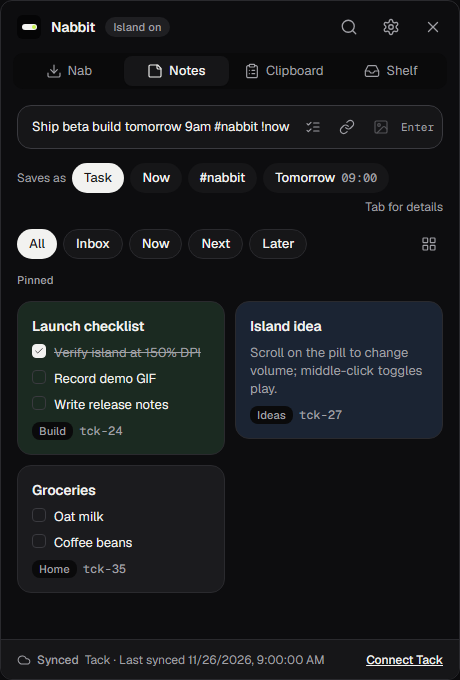 Nabbit Island on
Nab Notes Clipboard Shelf
Ship beta build tomorrow 9am #nabbit !now Enter
Saves as Task Now #nabbit Tomorrow 09:00
Tab for details
All Inbox Now Next Later
Pinned
Launch checklist
Verify island at 150% DPI
Record demo GIF
Write release notes
Build tck-24
Island idea
Scroll on the pill to change
volume; middle-click toggles
play.
Ideas tck-27
Groceries
Oat milk
Coffee beans
Home tck-35
Synced Tack · Last synced 11/26/2026, 9:00:00 AM Connect Tack